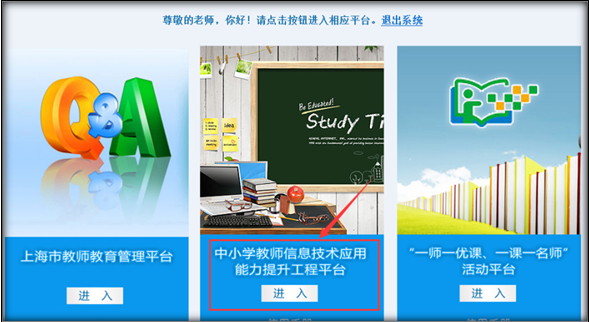 尊敬的老师，你好！请点击按钮进入相应平台。退出系统
Q&A
Be Educated!
Study Ti
idea
上海市教师教育管理平台
进 入
中小学教师信息技术应用
能力提升工程平台
进 入
“一师一优课、一课一名师”
活动平台
进 入